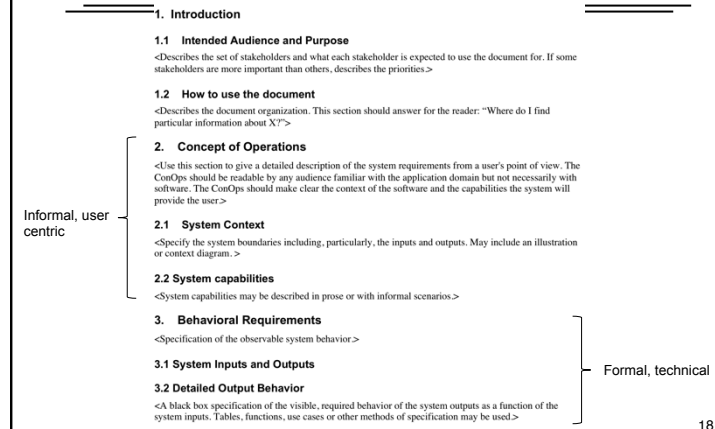 1. Introduction
1.1 Intended Audience and Purpose
<Describes the set of stakeholders and what each stakeholder is expected to use the document for. If some
stakeholders are more important than others, describes the priorities.>
1.2 How to use the document
<Describes the document organization. This section should answer for the reader: “Where do I find
particular information about X?”>
2. Concept of Operations
<Use this section to give a detailed description of the system requirements from a user's point of view. The
ConOps should be readable by any audience familiar with the application domain but not necessarily with
software. The ConOps should make clear the context of the software and the capabilities the system will
provide the user.>
Informal, user
centric
2.1 System Context
<Specify the system boundaries including, particularly, the inputs and outputs. May include an illustration
or context diagram. >
2.2 System capabilities
<System capabilities may be described in prose or with informal scenarios.>
3. Behavioral Requirements
<Specification of the observable system behavior.>
3.1 System Inputs and Outputs
Formal, technical
3.2 Detailed Output Behavior
<A black box specification of the visible, required behavior of the system outputs as a function of the
system inputs. Tables, functions, use cases or other methods of specification may be used.>
18